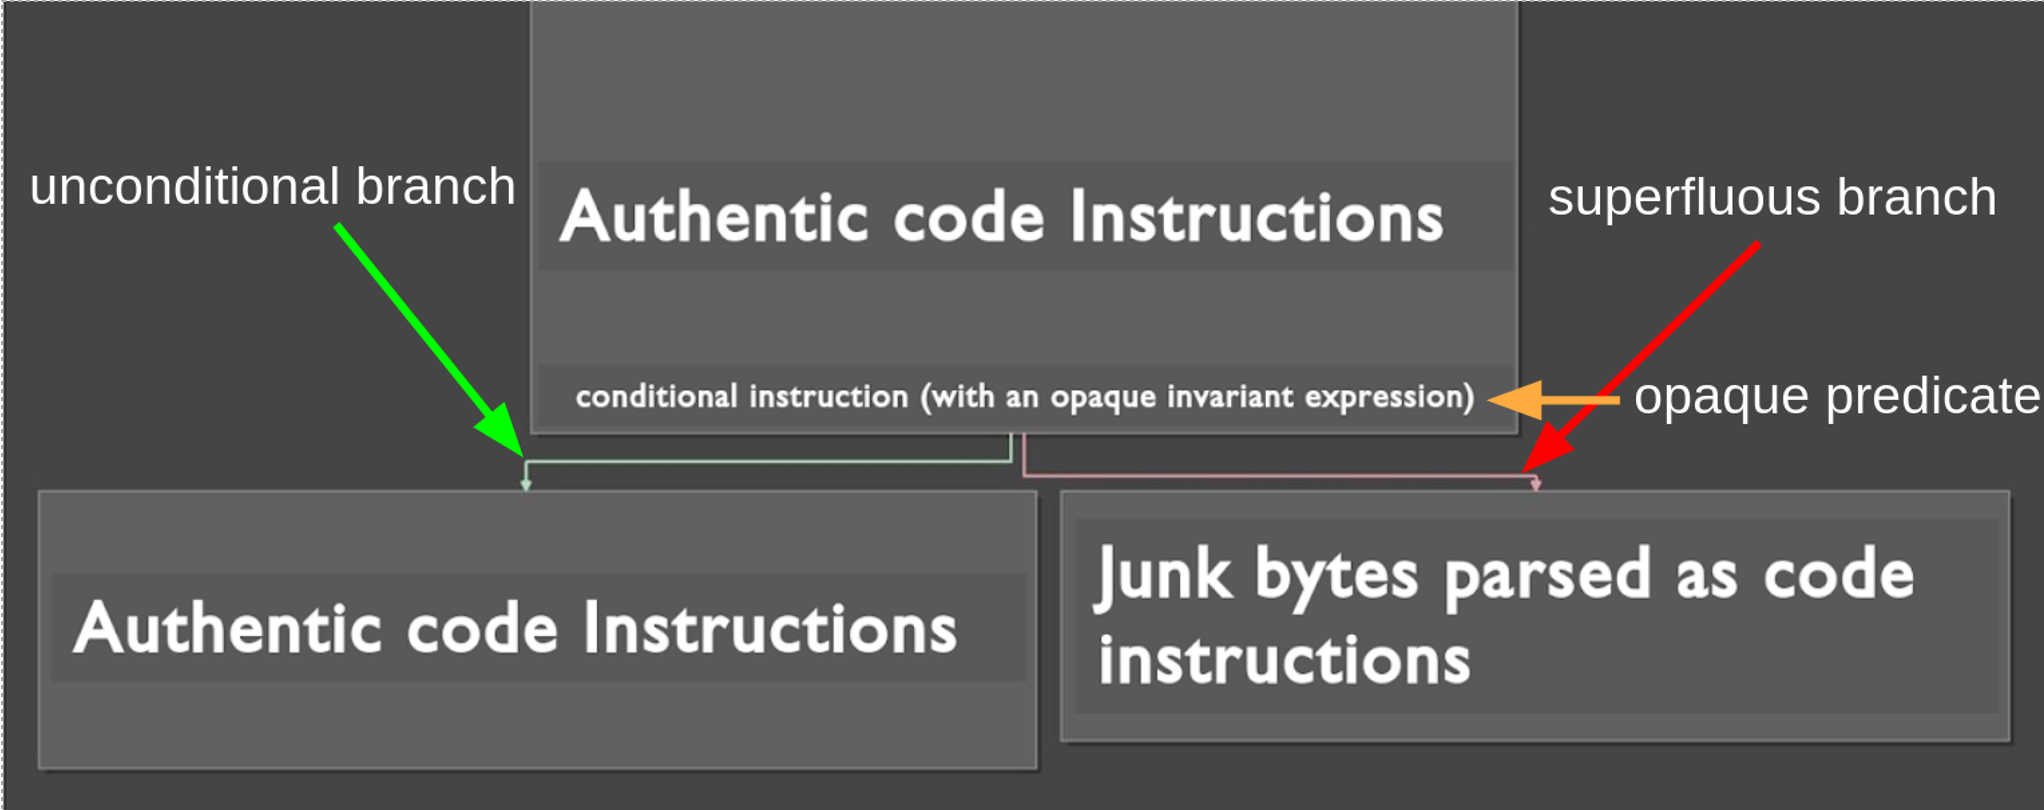 unconditional branch
Authentic code Instructions
superfluous branch
conditional instruction (with an opaque invariant expression)
opaque predicate
Authentic code Instructions
Junk bytes parsed as code
instructions